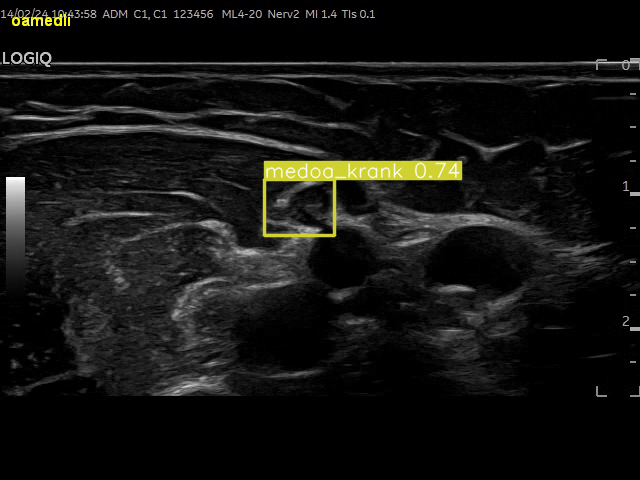 14/02/24 10:43:58 ADM C1, C1 123456 ML4-20 Nerv2 MI 1.4 TIs 0.1
oamedli
LOGIQ
0
medoa_krank 0.74
1
2